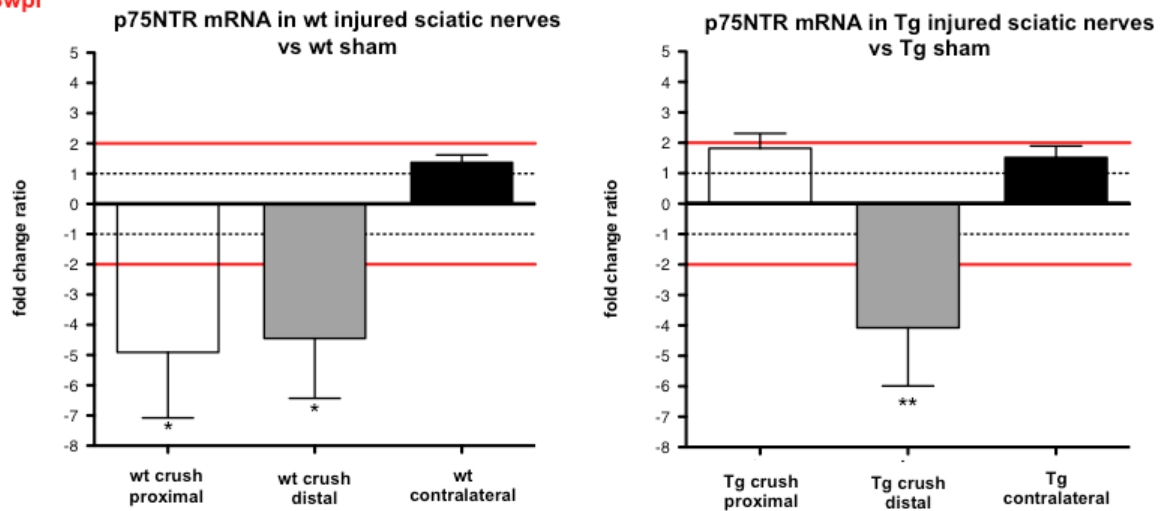 p75NTR mRNA in wt injured sciatic nerves
vs wt sham
5
4
3
2
1
0
-1
-2
-3
-4
-5
-6
-7
-8
fold change ratio
*
*
wt crush
proximal
wt crush
distal
wt
contralateral
p75NTR mRNA in Tg injured sciatic nerves
vs Tg sham
5
4
3
2
1
0
-1
-2
-3
-4
-5
-6
-7
-8
fold change ratio
**
Tg crush
proximal
Tg crush
distal
Tg
contralateral